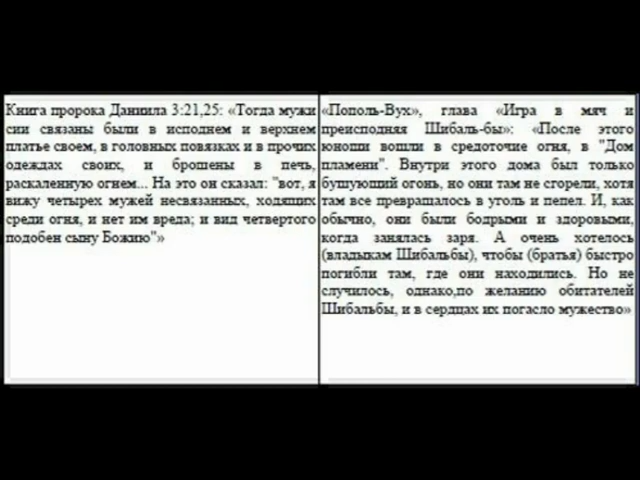 Книга пророка Даниила 3:21,25: «Тогда мужи
сии связаны были в исподнем и верхнем
платье своем, в головных повязках и в прочих
одеждах своих, и брошены в печь,
раскаленную огнем... На это он сказал: "вот, я
вижу четырех мужей несвязанных, ходящих
среди огня, и нет им вреда; и вид четвертого
подобен сыну Божию"»
«Пополь-Вух», глава «Игра в мяч и
преисподняя Шибаль-бы»: «После этого
юноши вошли в средоточие огня, в "Дом
пламени". Внутри этого дома был только
бушующий огонь, но они там не сгорели, хотя
там все превращалось в уголь и пепел. И, как
обычно, они были бодрыми и здоровыми,
когда занялась заря. А очень хотелось
(владыкам Шибальбы), чтобы (братья) быстро
погибли там, где они находились. Но не
случилось, однако,по желанию обитателей
Шибальбы, и в сердцах их погасло мужество»